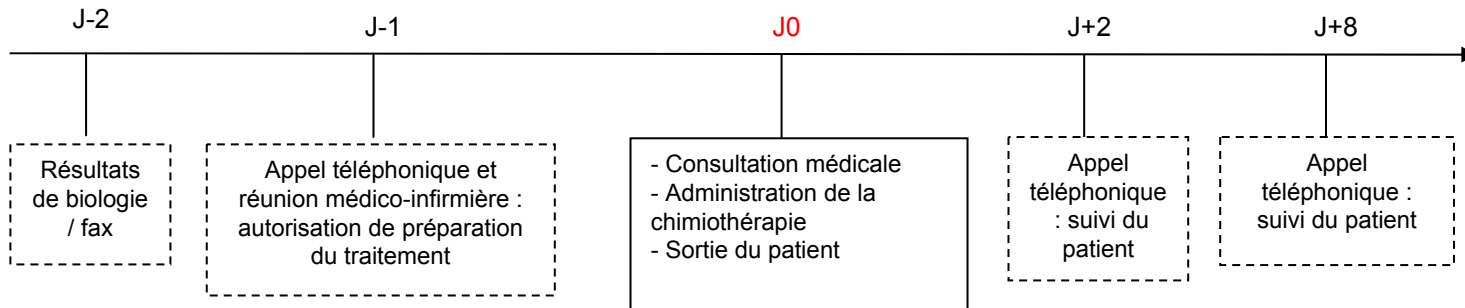 J-2
J-1
J0
J+2
J+8
Résultats
de biologie
/ fax
Appel téléphonique et
réunion médico-infirmière :
autorisation de préparation
du traitement
- Consultation médicale
- Administration de la
chimiothérapie
- Sortie du patient
Appel
téléphonique
: suivi du
patient
Appel
téléphonique :
suivi du patient